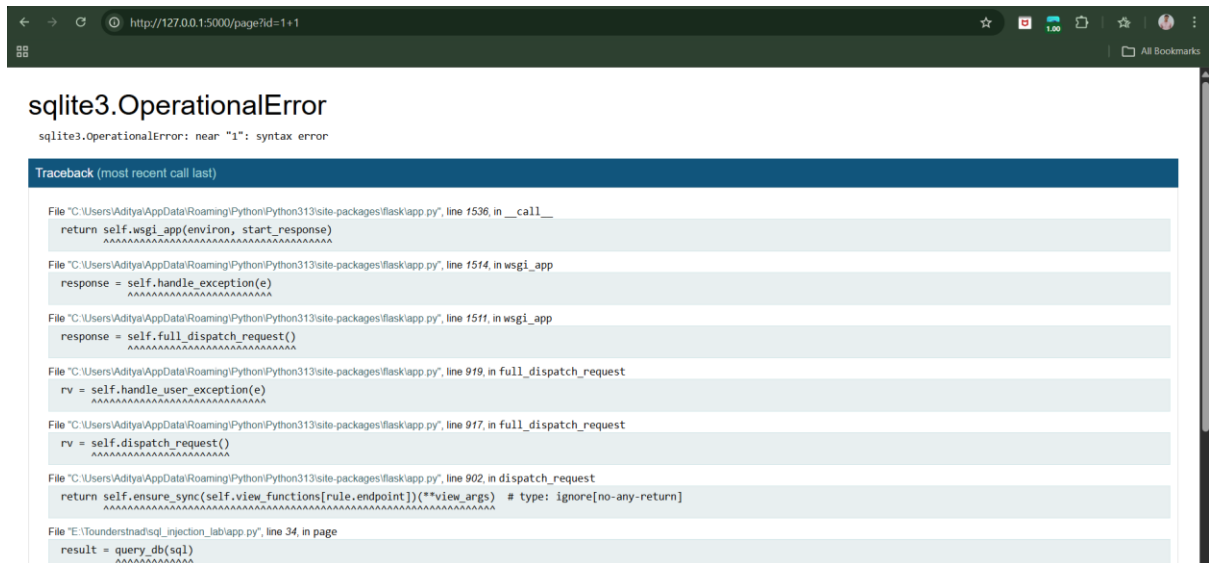 http://127.0.0.1:5000/page?id=1+1
1.00
All Bookmarks
sqlite3.OperationalError
sqlite3.OperationalError: near "1": syntax error
Traceback (most recent call last)
File "C:\Users\Aditya\AppData\Roaming\Python\Python313\site-packages\flask\app.py", line 1536, in __call__
return self.wsgi_app(environ, start_response)
^^^^^^^^^^^^^^^^^^^^^^^^^^^^^^^^^^^^^^
File "C:\Users\Aditya\AppData\Roaming\Python\Python313\site-packages\flask\app.py", line 1514, in wsgi_app
response = self.handle_exception(e)
^^^^^^^^^^^^^^^^^^^^^^^^
File "C:\Users\Aditya\AppData\Roaming\Python\Python313\site-packages\flask\app.py", line 1511, in wsgi_app
response = self.full_dispatch_request()
^^^^^^^^^^^^^^^^^^^^^^^^^^^^
File "C:\Users\Aditya\AppData\Roaming\Python\Python313\site-packages\flask\app.py", line 919, in full_dispatch_request
rv = self.handle_user_exception(e)
^^^^^^^^^^^^^^^^^^^^^^^^^^^^^
File "C:\Users\Aditya\AppData\Roaming\Python\Python313\site-packages\flask\app.py", line 917, in full_dispatch_request
rv = self.dispatch_request()
^^^^^^^^^^^^^^^^^^^^^^^
File "C:\Users\Aditya\AppData\Roaming\Python\Python313\site-packages\flask\app.py", line 902, in dispatch_request
return self.ensure_sync(self.view_functions[rule.endpoint])(**view_args) # type: ignore[no-any-return]
^^^^^^^^^^^^^^^^^^^^^^^^^^^^^^^^^^^^^^^^^^^^^^^^^^^^^^^^^^^^^^^^^
File "E:\Tounderstnad\sql_injection_lab\app.py", line 34, in page
result = query_db(sql)
^^^^^^^^^^^^^